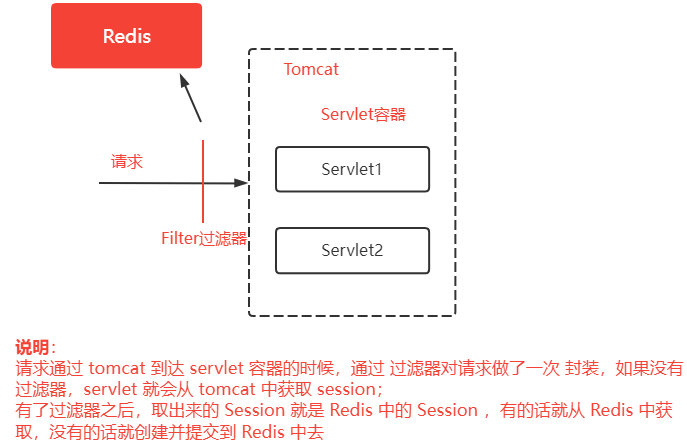 Redis
Tomcat
Servlet容器
请求
Servlet1
Filter过滤器
Servlet2
说明：
请求通过 tomcat 到达 servlet 容器的时候，通过 过滤器对请求做了一次 封装，如果没有
过滤器，servlet 就会从 tomcat 中获取 session；
有了过滤器之后，取出来的 Session 就是 Redis 中的 Session ，有的话就从 Redis 中获
取，没有的话就创建并提交到 Redis 中去